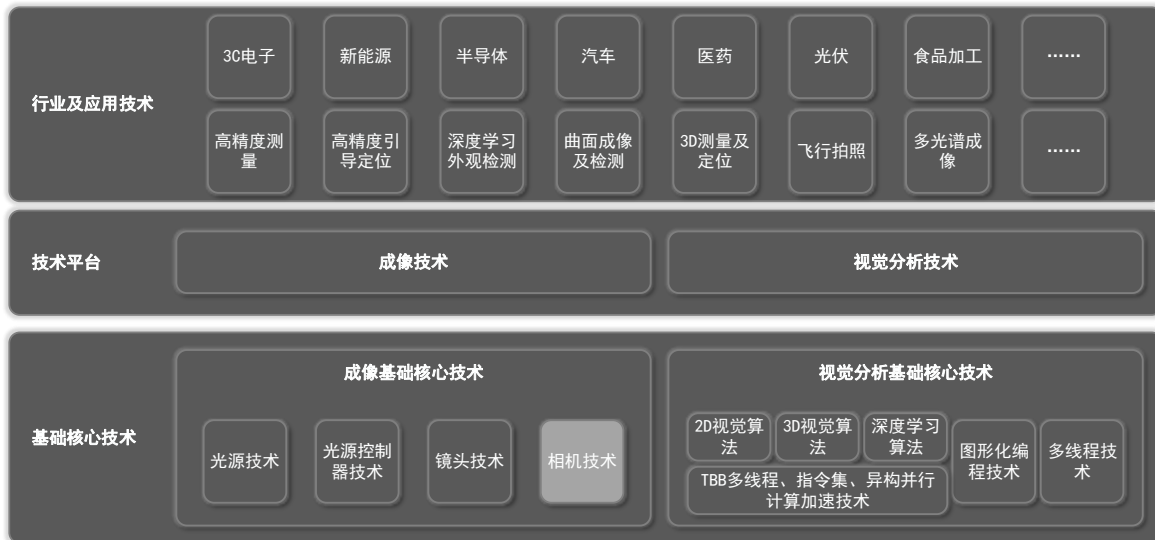 行业及应用技术
3C电子
新能源
半导体
汽车
医药
光伏
食品加工
……
高精度测
量
高精度引
导定位
深度学习
外观检测
曲面成像
及检测
3D测量及
定位
飞行拍照
多光谱成
像
……
技术平台
成像技术
视觉分析技术
基础核心技术
成像基础核心技术
光源技术
光源控制
器技术
镜头技术
相机技术
视觉分析基础核心技术
2D视觉算
法
3D视觉算
法
深度学习
算法
TBB多线程、指令集、异构并行
计算加速技术
图形化编
程技术
多线程技
术